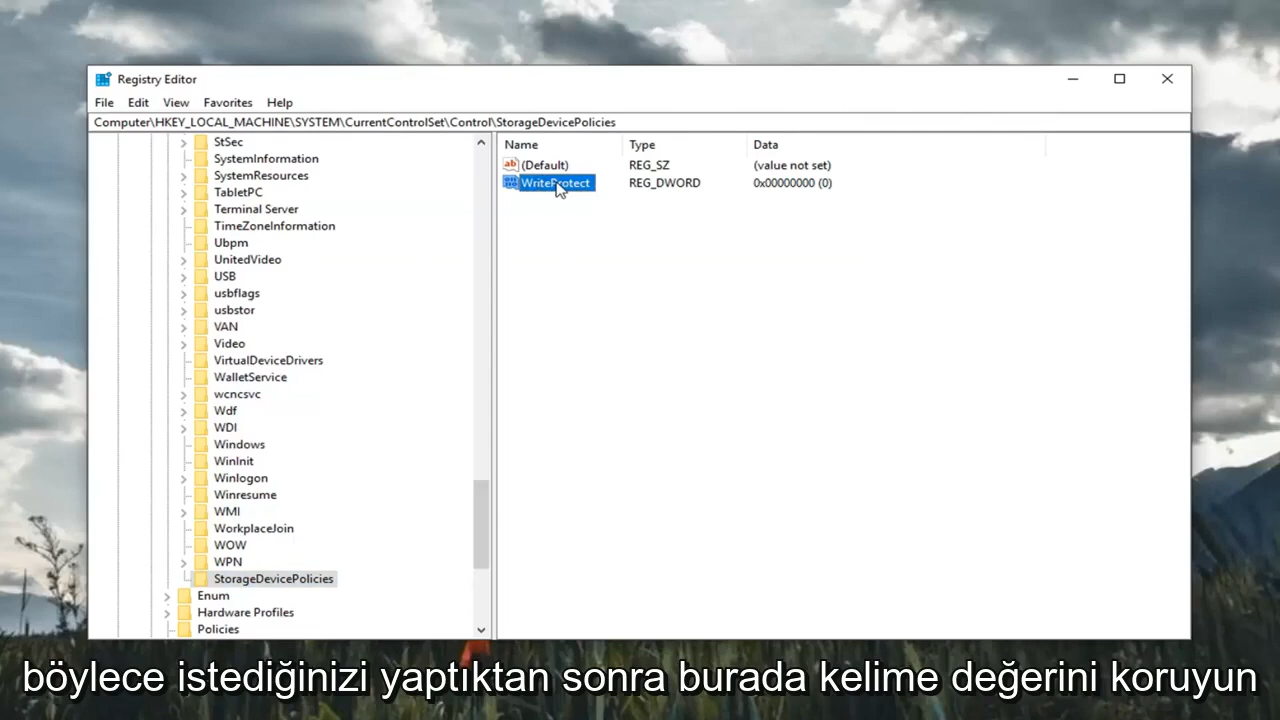 Registry Editor
File Edit View Favorites Help
Computer\HKEY_LOCAL_MACHINE\SYSTEM\CurrentControlSet\Control\StorageDevicePolicies
StSec
SystemInformation
SystemResources
TabletPC
Terminal Server
TimeZoneInformation
Ubpm
UnitedVideo
USB
usbflags
usbstor
VAN
Video
VirtualDeviceDrivers
WalletService
wcncsvc
Wdf
WDI
Windows
WinInit
Winlogon
Winresume
WMI
WorkplaceJoin
WOW
WPN
StorageDevicePolicies
Enum
Hardware Profiles
Policies
Name Type Data
ab (Default) REG_SZ (value not set)
WriteProtect REG_DWORD 0x00000000 (0)
böylece istediğinizi yaptıktan sonra burada kelime değerini koruyun